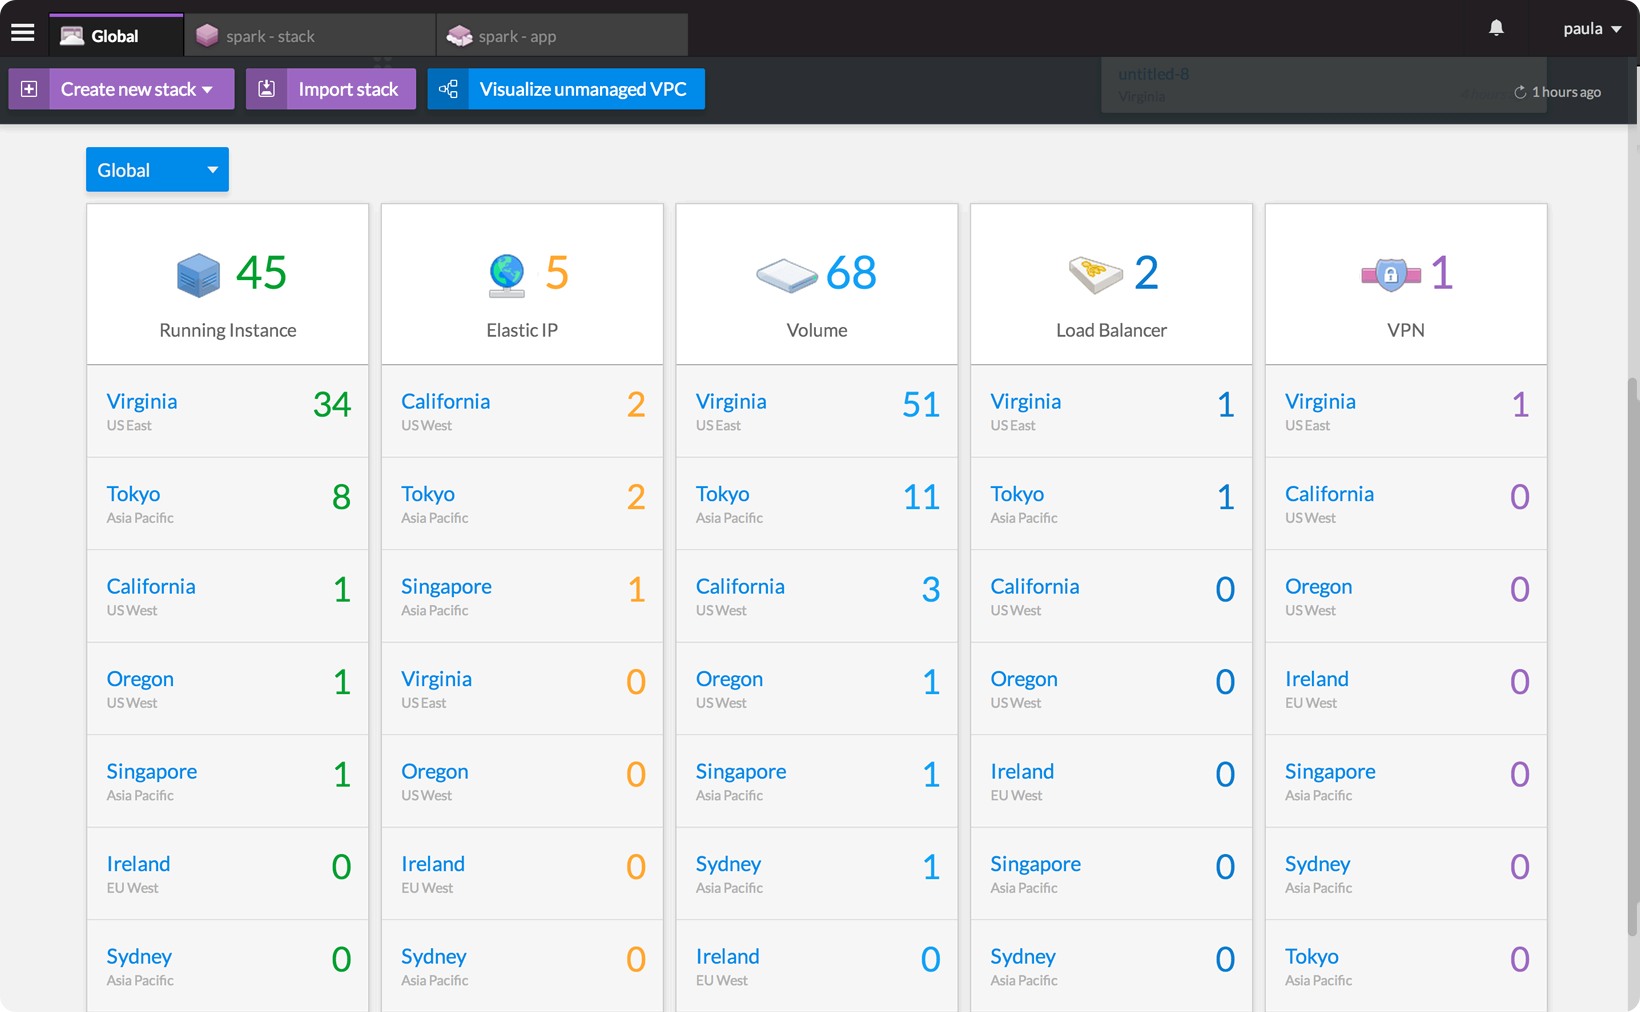 Global
spark - stack
spark - app
paula
Create new stack
Import stack
Visualize unmanaged VPC
untitled-8
Virginia
1 hours ago
Global
45
Running Instance
Virginia 34
US East
Tokyo 8
Asia Pacific
California 1
US West
Oregon 1
US West
Singapore 1
Asia Pacific
Ireland 0
EU West
Sydney 0
Asia Pacific
5
Elastic IP
California 2
US West
Tokyo 2
Asia Pacific
Singapore 1
Asia Pacific
Virginia 0
US East
Oregon 0
US West
Ireland 0
EU West
Sydney 0
Asia Pacific
68
Volume
Virginia 51
US East
Tokyo 11
Asia Pacific
California 3
US West
Oregon 1
US West
Singapore 1
Asia Pacific
Sydney 1
Asia Pacific
Ireland 0
EU West
2
Load Balancer
Virginia 1
US East
Tokyo 1
Asia Pacific
California 0
US West
Oregon 0
US West
Ireland 0
EU West
Singapore 0
Asia Pacific
Sydney 0
Asia Pacific
1
VPN
Virginia 1
US East
California 0
US West
Oregon 0
US West
Ireland 0
EU West
Singapore 0
Asia Pacific
Sydney 0
Asia Pacific
Tokyo 0
Asia Pacific